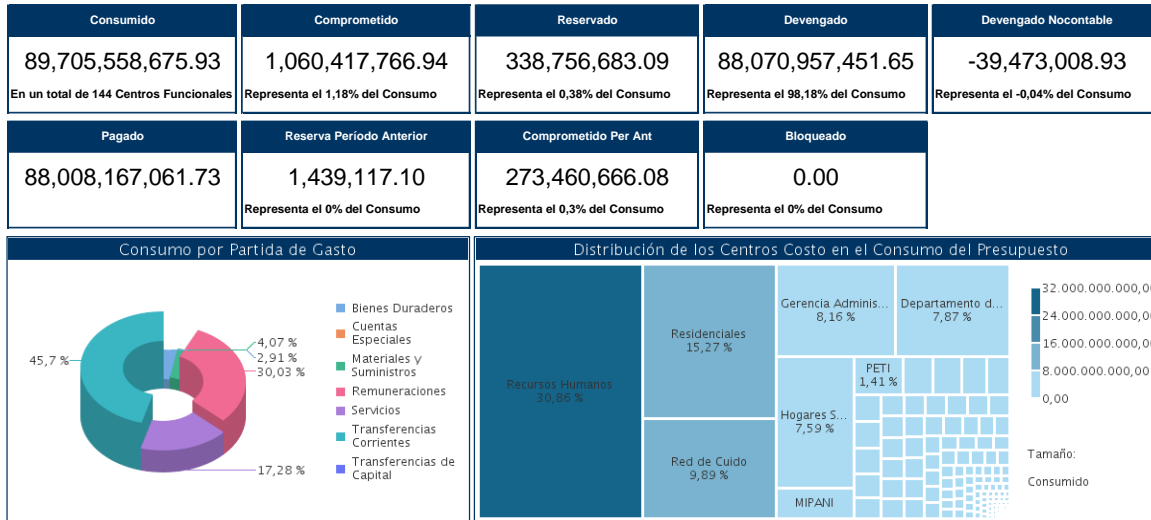 Consumido
89,705,558,675.93
En un total de 144 Centros Funcionales
Comprometido
1,060,417,766.94
Representa el 1,18% del Consumo
Reservado
338,756,683.09
Representa el 0,38% del Consumo
Devengado
88,070,957,451.65
Representa el 98,18% del Consumo
Devengado Nocontable
-39,473,008.93
Representa el -0,04% del Consumo
Pagado
88,008,167,061.73
Reserva Período Anterior
1,439,117.10
Representa el 0% del Consumo
Comprometido Per Ant
273,460,666.08
Representa el 0,3% del Consumo
Bloqueado
0.00
Representa el 0% del Consumo
Consumo por Partida de Gasto
45,7 %
4,07 %
2,91 %
30,03 %
17,28 %
Bienes Duraderos
Cuentas
Especiales
Materiales y
Suministros
Remuneraciones
Servicios
Transferencias
Corrientes
Transferencias de
Capital
Distribución de los Centros Costo en el Consumo del Presupuesto
Recursos Humanos
30,86 %
Residenciales
15,27 %
Red de Cuido
9,89 %
Gerencia Adminis...
8,16 %
Departamento d...
7,87 %
Hogares S...
7,59 %
PETI
1,41 %
MIPANI
32.000.000.000,00
24.000.000.000,00
16.000.000.000,00
8.000.000.000,00
0,00
Tamaño:
Consumido